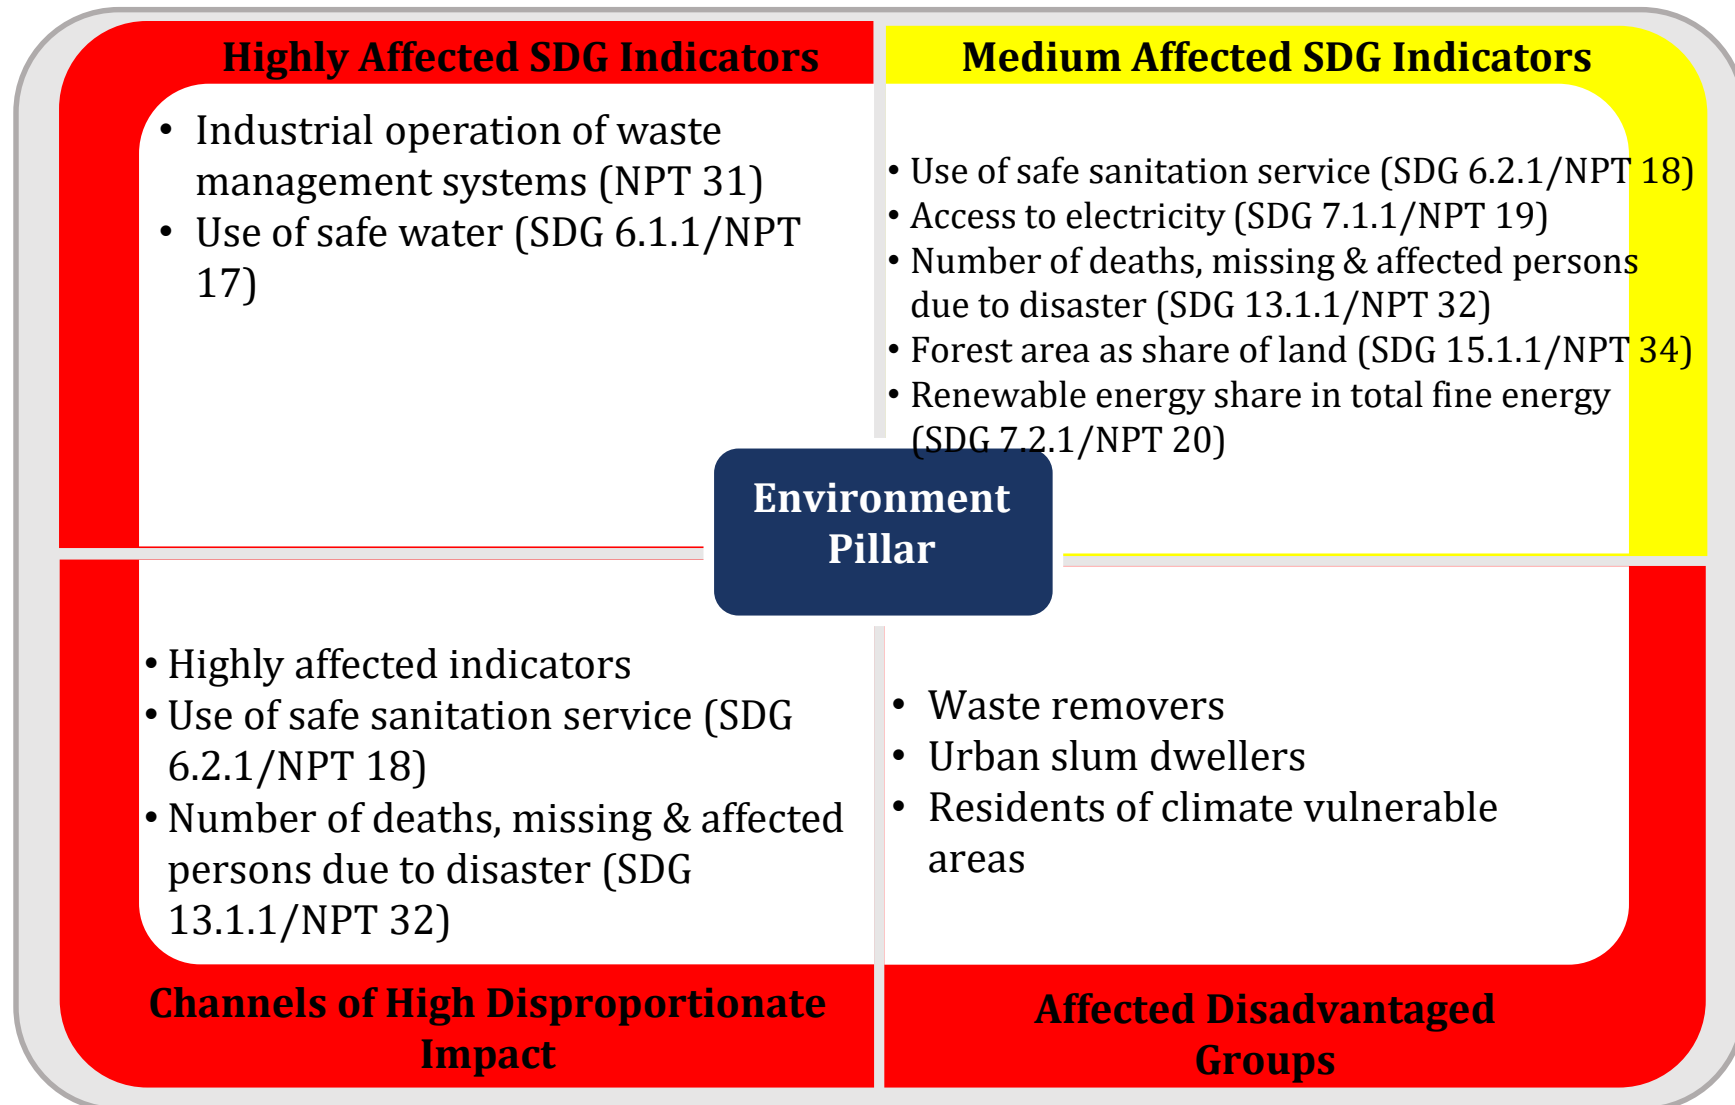 Highly Affected SDG Indicators
• Industrial operation of waste
management systems (NPT 31)
• Use of safe water (SDG 6.1.1/NPT
17)
Medium Affected SDG Indicators
• Use of safe sanitation service (SDG 6.2.1/NPT 18)
• Access to electricity (SDG 7.1.1/NPT 19)
• Number of deaths, missing & affected persons
due to disaster (SDG 13.1.1/NPT 32)
• Forest area as share of land (SDG 15.1.1/NPT 34)
• Renewable energy share in total fine energy
(SDG 7.2.1/NPT 20)
Environment
Pillar
• Highly affected indicators
• Use of safe sanitation service (SDG
6.2.1/NPT 18)
• Number of deaths, missing & affected
persons due to disaster (SDG
13.1.1/NPT 32)
Channels of High Disproportionate
Impact
• Waste removers
• Urban slum dwellers
• Residents of climate vulnerable
areas
Affected Disadvantaged
Groups